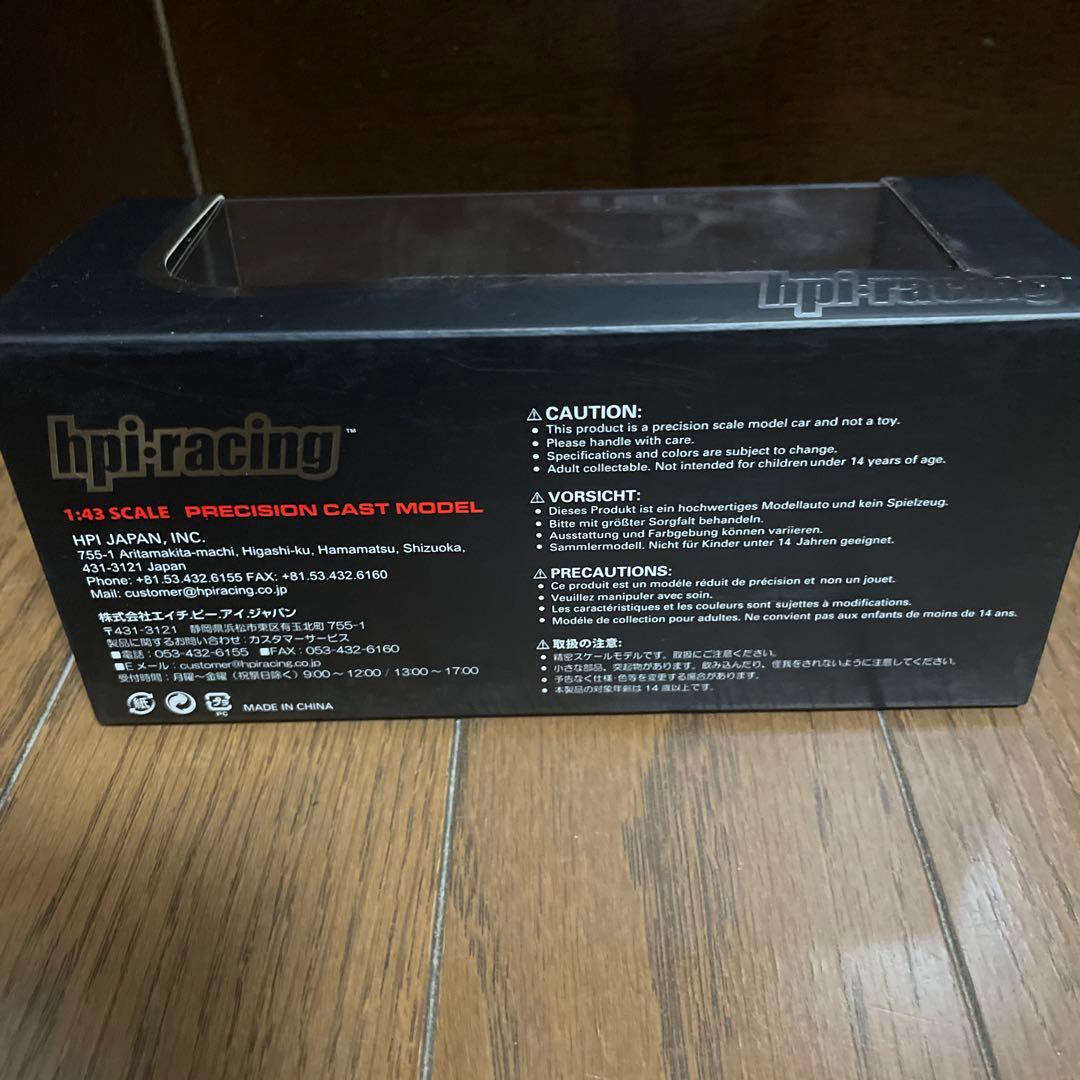 hpi·racing™
hpi·racing™
1:43 SCALE PRECISION CAST MODEL
HPI JAPAN, INC.
755-1 Aritamakita-machi, Higashi-ku, Hamamatsu, Shizuoka,
431-3121 Japan
Phone: +81.53.432.6155 FAX: +81.53.432.6160
Mail: customer@hpiracing.co.jp
株式会社エイチ.ピー.アイ.ジャパン
〒431-3121 静岡県浜松市東区有玉北町 755-1
製品に関するお問い合わせ:カスタマーサービス
■電話:053-432-6155 ■FAX:053-432-6160
■Eメール:customer@hpiracing.co.jp
受付時間:月曜~金曜(祝祭日除く)9:00~12:00 / 13:00~17:00
紙 プラ PC MADE IN CHINA
⚠ CAUTION:
• This product is a precision scale model car and not a toy.
• Please handle with care.
• Specifications and colors are subject to change.
• Adult collectable. Not intended for children under 14 years of age.
⚠ VORSICHT:
• Dieses Produkt ist ein hochwertiges Modellauto und kein Spielzeug.
• Bitte mit größter Sorgfalt behandeln.
• Ausstattung und Farbgebung können variieren.
• Sammlermodell. Nicht für Kinder unter 14 Jahren geeignet.
⚠ PRECAUTIONS:
• Ce produit est un modéle réduit de précision et non un jouet.
• Veuillez manipuler avec soin.
• Les caractéristiques et les couleurs sont sujettes à modifications.
• Modéle de collection pour adultes. Ne convient pas aux enfants de moins de 14 ans.
⚠ 取扱の注意:
• 精密スケールモデルです。取扱にご注意ください。
• 小さな部品、突起物があります。飲み込んだり、怪我をされないように注意してください。
• 予告なく仕様・色等を変更する場合があります。
• 本製品の対象年齢は14歳以上です。